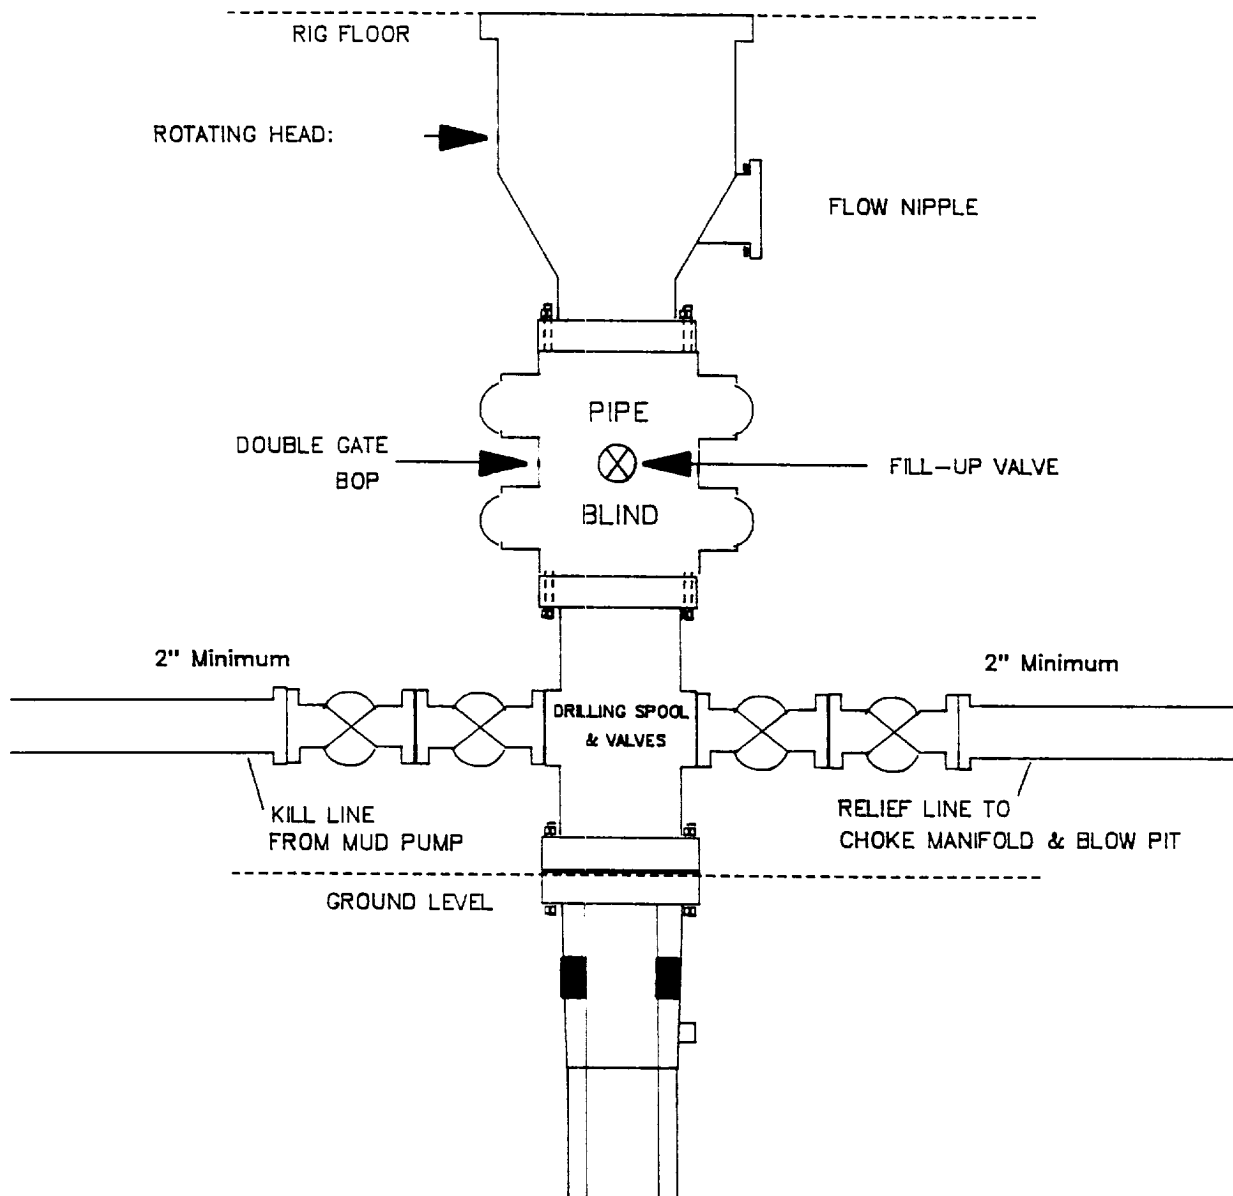 RIG FLOOR
ROTATING HEAD:
FLOW NIPPLE
PIPE
DOUBLE GATE
BOP
FILL-UP VALVE
BLIND
2" Minimum
2" Minimum
DRILLING SPOOL
& VALVES
KILL LINE
FROM MUD PUMP
RELIEF LINE TO
CHOKE MANIFOLD & BLOW PIT
GROUND LEVEL